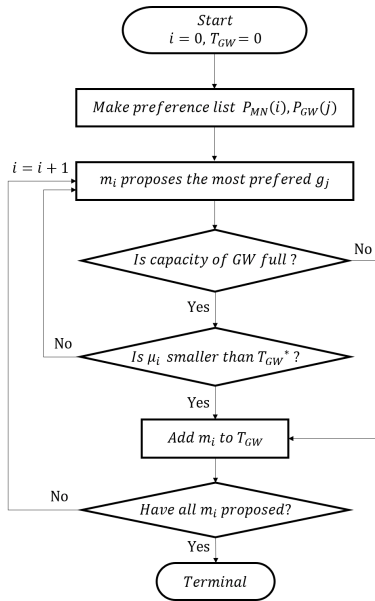 Start
i = 0, T_GW = 0
Make preference list P_MN(i), P_GW(j)
i = i + 1
m_i proposes the most prefered g_j
Is capacity of GW full ?
No
Yes
No
Is μ_i smaller than T_GW* ?
Yes
Add m_i to T_GW
No
Have all m_i proposed?
Yes
Terminal